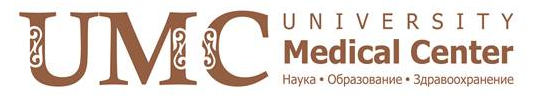 UMC
UNIVERSITY
Medical Center
Наука • Образование • Здравоохранение